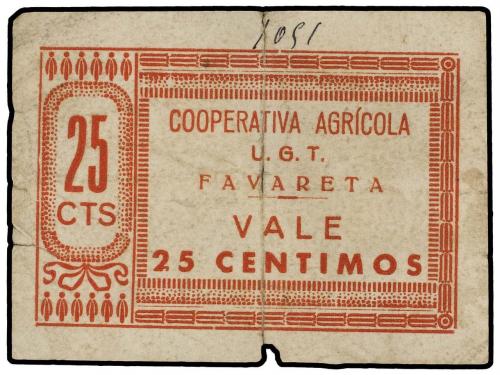 1051
25
CTS
COOPERATIVA AGRÍCOLA
U.G.T.
FAVARETA
VALE
25 CENTIMOS